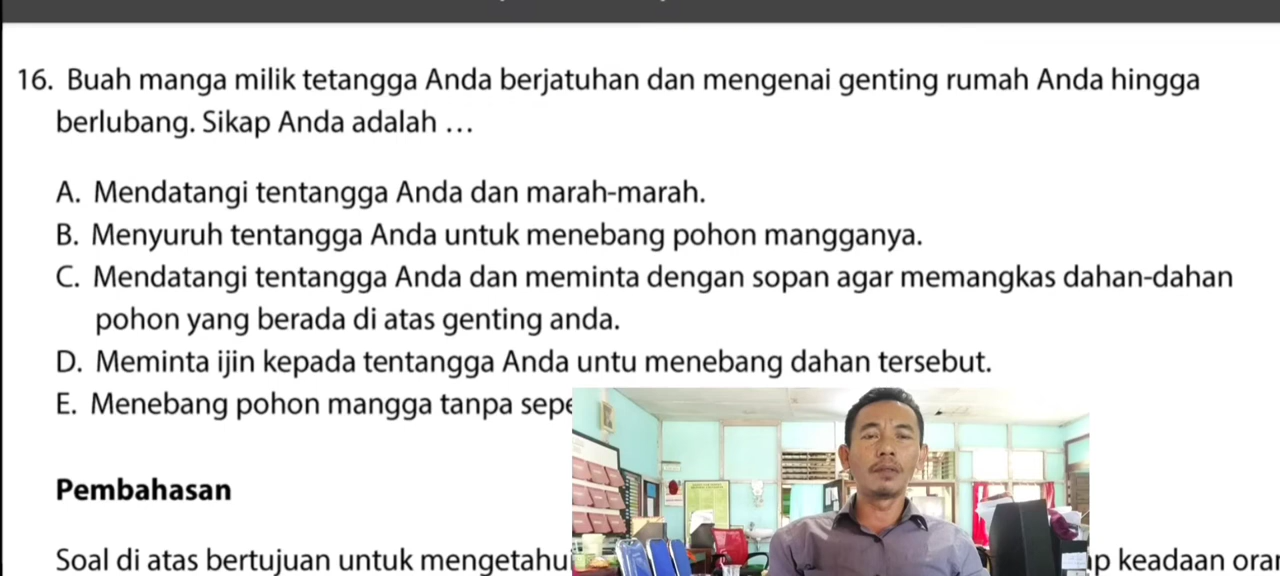 16. Buah manga milik tetangga Anda berjatuhan dan mengenai genting rumah Anda hingga
berlubang. Sikap Anda adalah ...
A. Mendatangi tentangga Anda dan marah-marah.
B. Menyuruh tentangga Anda untuk menebang pohon mangganya.
C. Mendatangi tentangga Anda dan meminta dengan sopan agar memangkas dahan-dahan
pohon yang berada di atas genting anda.
D. Meminta ijin kepada tentangga Anda untu menebang dahan tersebut.
E. Menebang pohon mangga tanpa
Pembahasan
Soal di atas bertujuan untuk keadaan